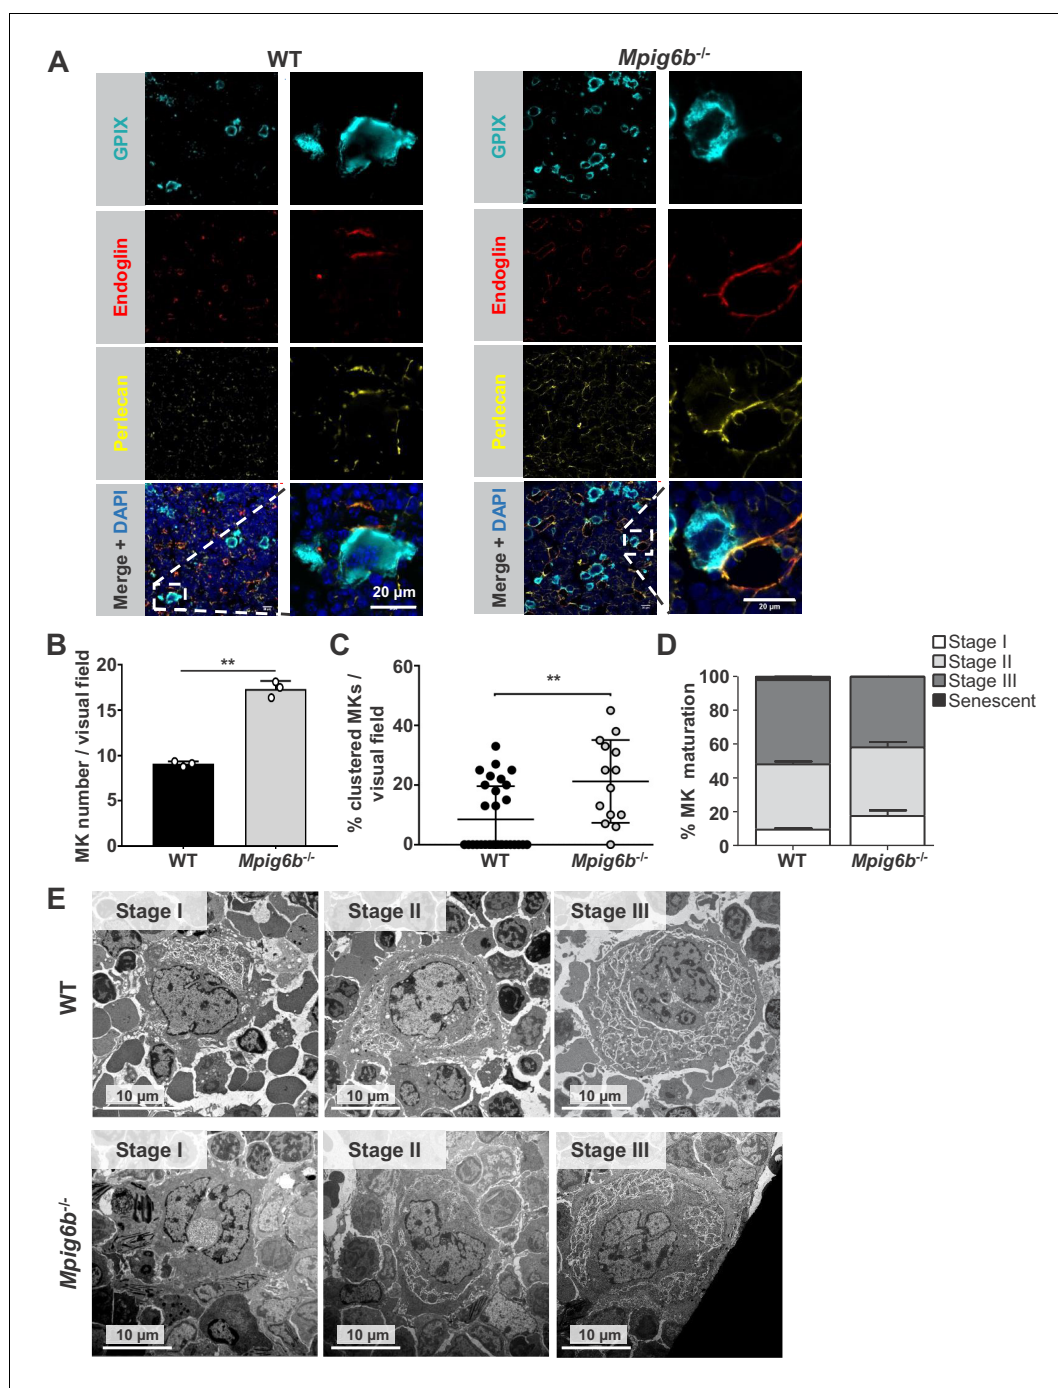 A
WT
Mpig6b-/-
GPIX
GPIX
Endoglin
Endoglin
Perlecan
Perlecan
Merge + DAPI
Merge + DAPI
20 µm
20 µm
B
MK number / visual field
20
15
10
5
0
**
WT
Mpig6b-/-
C
% clustered MKs /
visual field
60
40
20
0
**
WT
Mpig6b-/-
D
% MK maturation
100
80
60
40
20
0
WT
Mpig6b-/-
Stage I
Stage II
Stage III
Senescent
E
WT
Stage I
Stage II
Stage III
10 µm
10 µm
10 µm
Mpig6b-/-
Stage I
Stage II
Stage III
10 µm
10 µm
10 µm